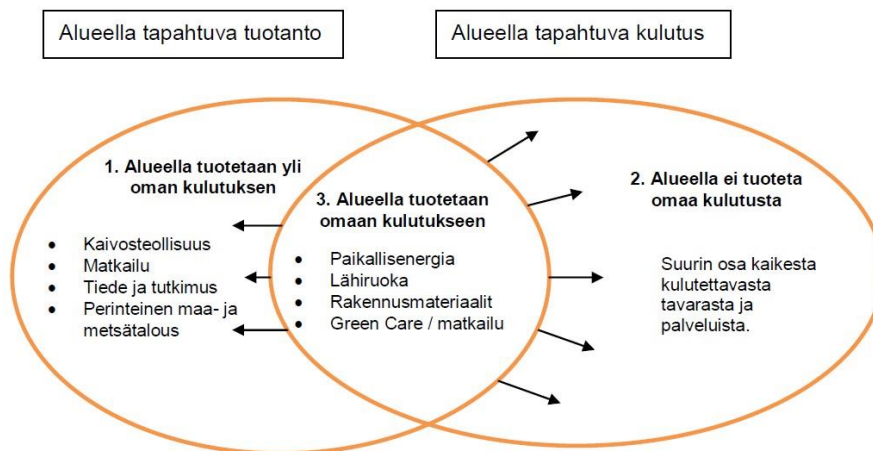 Alueella tapahtuva tuotanto
Alueella tapahtuva kulutus
1. Alueella tuotetaan yli
oman kulutuksen
• Kaivosteollisuus
• Matkailu
• Tiede ja tutkimus
• Perinteinen maa- ja
metsätalous
3. Alueella tuotetaan
omaan kulutukseen
• Paikallisenergia
• Lähiruoka
• Rakennusmateriaalit
• Green Care / matkailu
2. Alueella ei tuoteta
omaa kulutusta
Suurin osa kaikesta
kulutettavasta
tavarasta ja
palveluista.